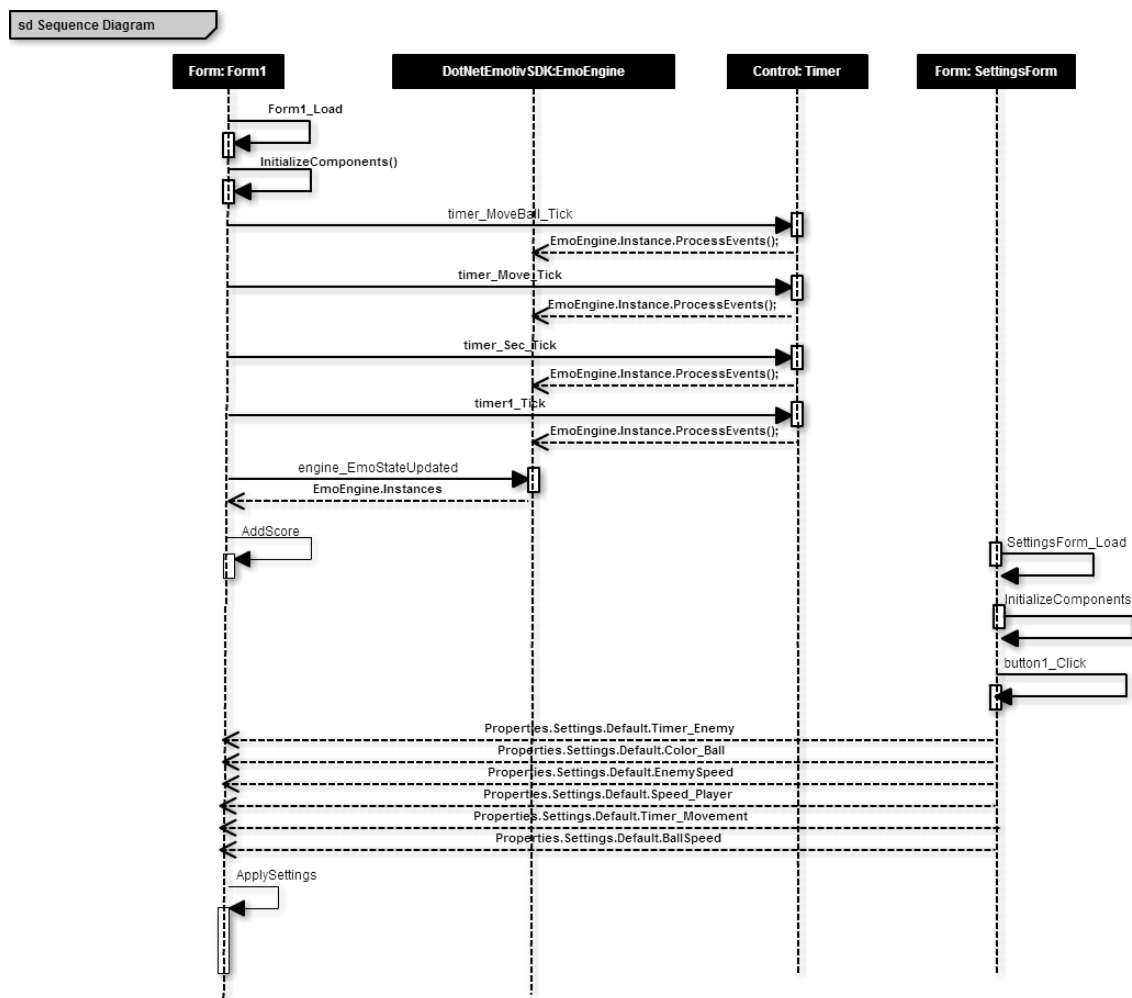 sd Sequence Diagram
Form: Form1
DotNetEmotivSDK:EmoEngine
Control: Timer
Form: SettingsForm
Form1_Load
InitializeComponents()
timer_MoveBall_Tick
EmoEngine.Instance.ProcessEvents();
timer_Move_Tick
EmoEngine.Instance.ProcessEvents();
timer_Sec_Tick
EmoEngine.Instance.ProcessEvents();
timer1_Tick
EmoEngine.Instance.ProcessEvents();
engine_EmoStateUpdated
EmoEngine.Instances
AddScore
SettingsForm_Load
InitializeComponents
button1_Click
Properties.Settings.Default.Timer_Enemy
Properties.Settings.Default.Color_Ball
Properties.Settings.Default.EnemySpeed
Properties.Settings.Default.Speed_Player
Properties.Settings.Default.Timer_Movement
Properties.Settings.Default.BallSpeed
ApplySettings